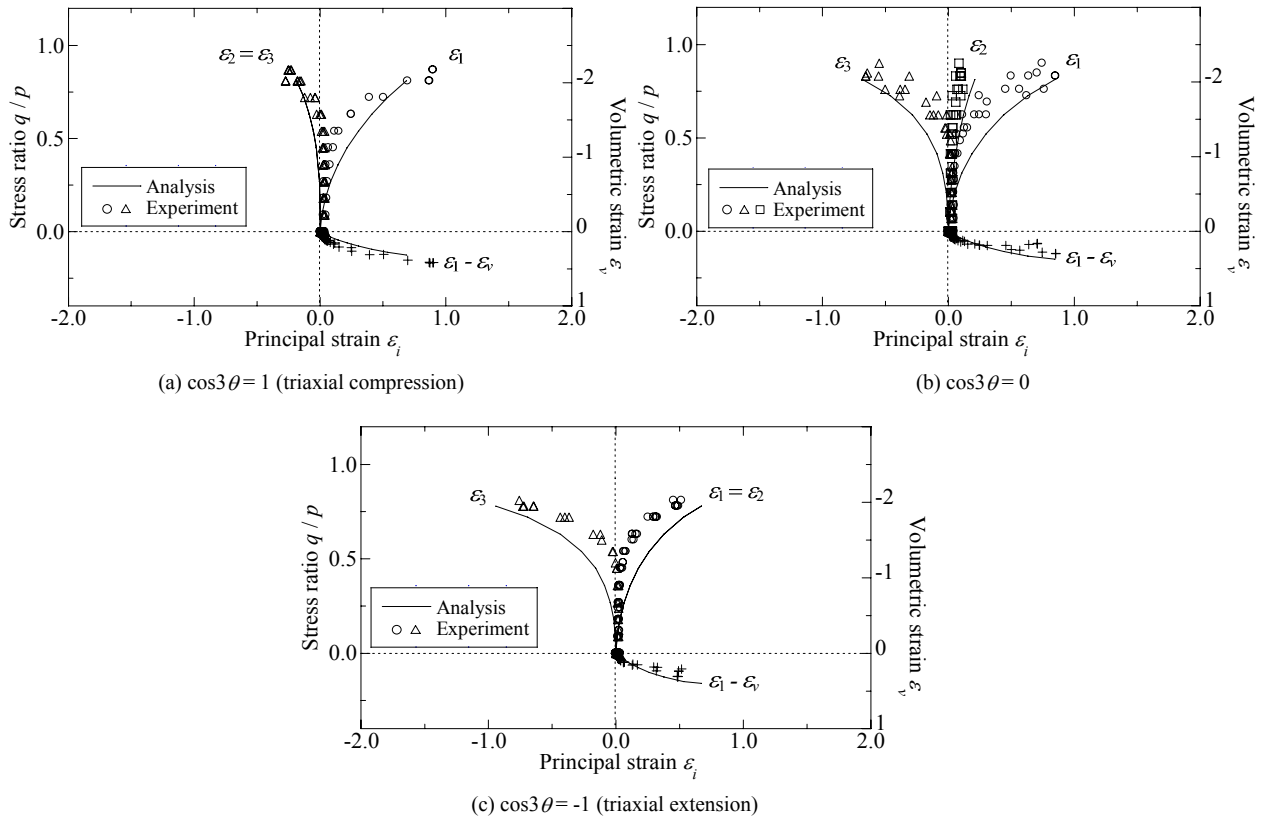 1.0
0.5
0.0
-2.0 -1.0 0.0 1.0 2.0
-2
-1
0
1
Stress ratio q / p
Volumetric strain εv
Principal strain εi
ε2 = ε3
ε1
Analysis
Experiment
ε1 - εv
(a) cos3θ = 1 (triaxial compression)
1.0
0.5
0.0
-2.0 -1.0 0.0 1.0 2.0
-2
-1
0
1
Stress ratio q / p
Volumetric strain εv
Principal strain εi
ε3
ε2
ε1
Analysis
Experiment
ε1 - εv
(b) cos3θ = 0
1.0
0.5
0.0
-2.0 -1.0 0.0 1.0 2.0
-2
-1
0
1
Stress ratio q / p
Volumetric strain εv
Principal strain εi
ε3
ε1 = ε2
Analysis
Experiment
ε1 - εv
(c) cos3θ = -1 (triaxial extension)